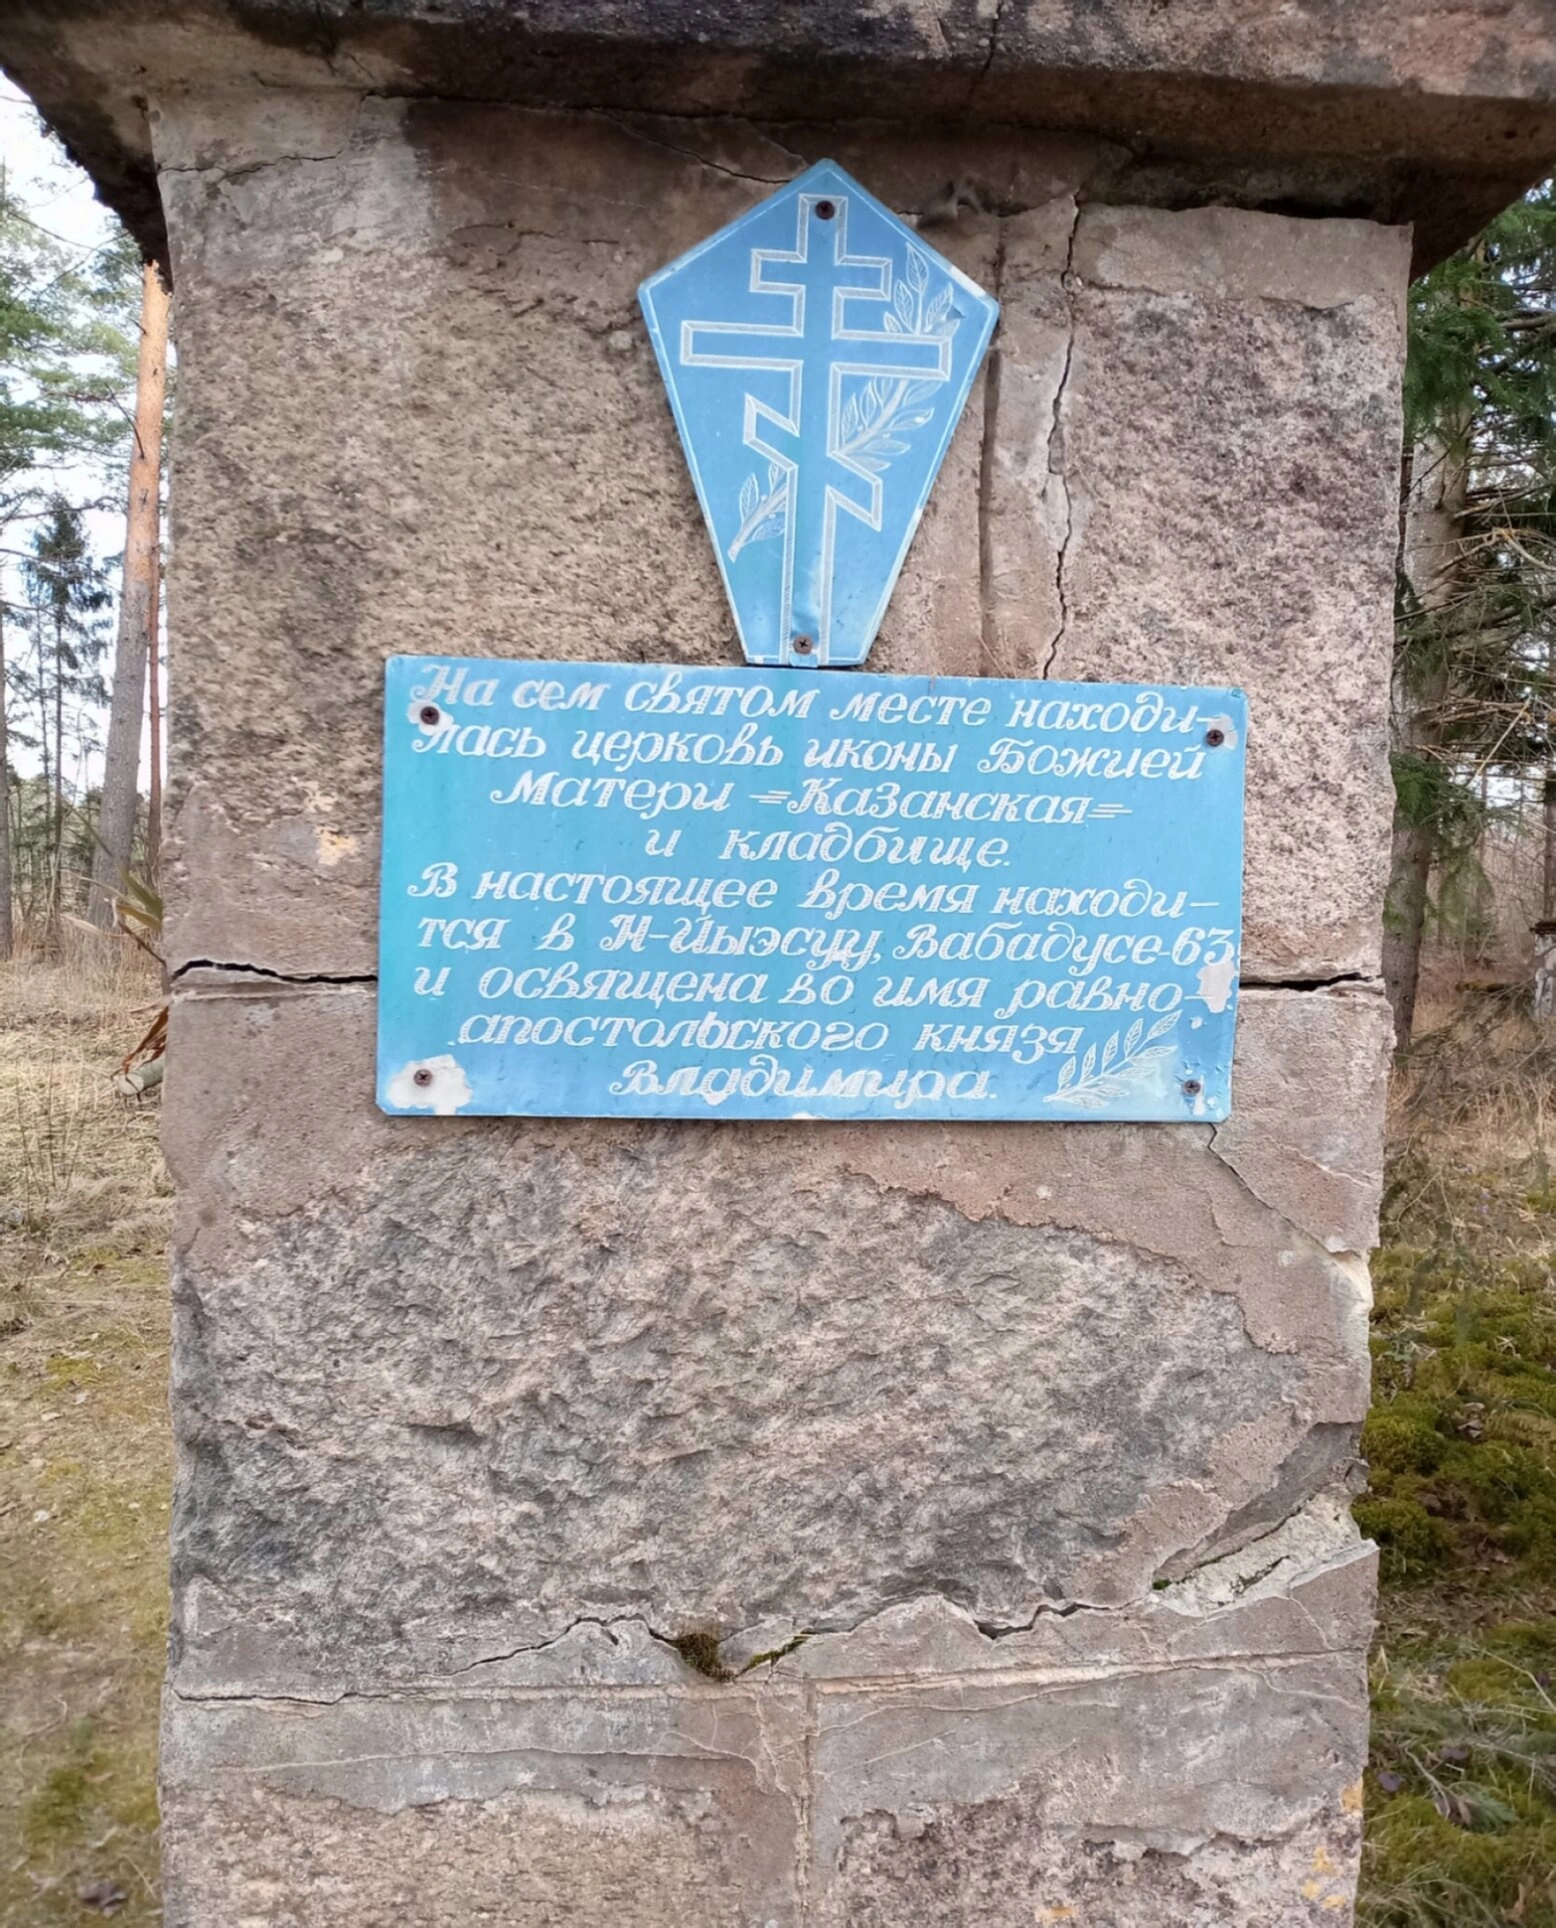 На сем святом месте находи-
лась церковь иконы Божией
Матери =Казанская=
и кладбище.
В настоящее время находи-
тся в Н-Йыэсуу, Вабадусе-63
и освящена во имя равно-
апостольского князя
Владимира.